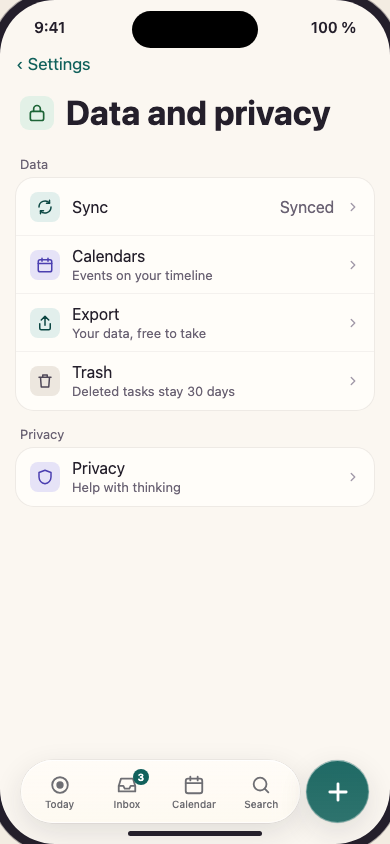 9:41
100 %
‹ Settings
Data and privacy
Data
Sync
Synced
Calendars
Events on your timeline
Export
Your data, free to take
Trash
Deleted tasks stay 30 days
Privacy
Privacy
Help with thinking
3
Today
Inbox
Calendar
Search